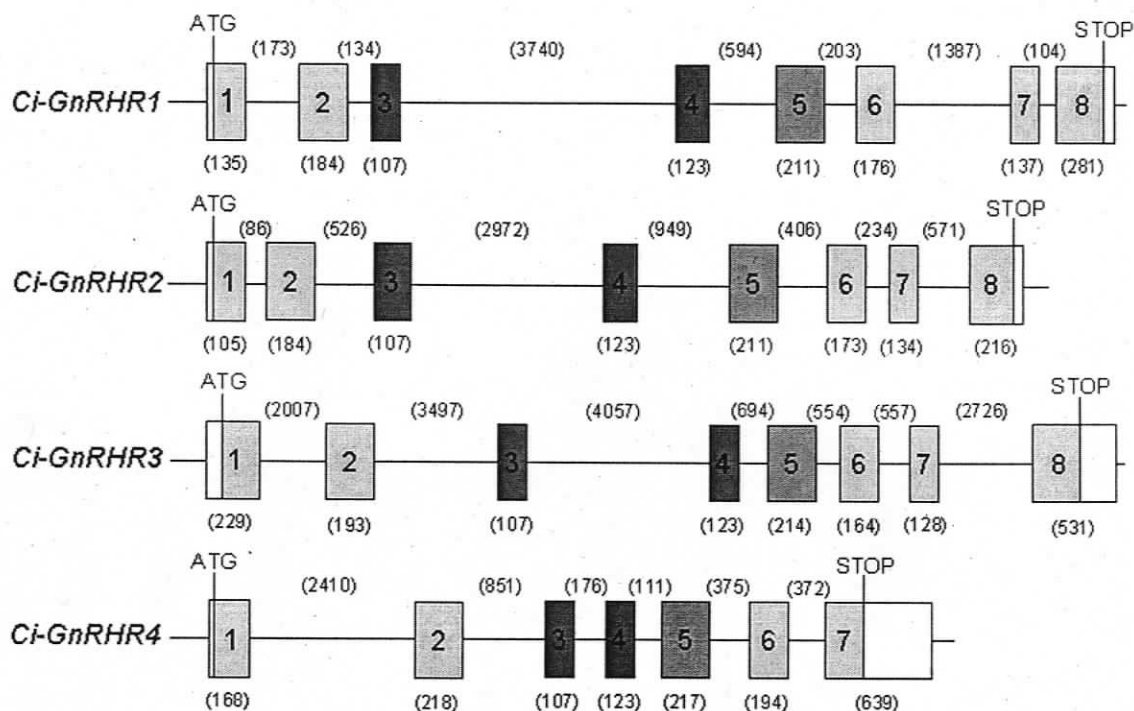 ATG STOP
(173) (134) (3740) (594) (203) (1387) (104)
Ci-GnRHR1 1 2 3 4 5 6 7 8
(135) (184) (107) (123) (211) (176) (137) (281)
ATG STOP
(86) (526) (2972) (949) (406) (234) (571)
Ci-GnRHR2 1 2 3 4 5 6 7 8
(105) (184) (107) (123) (211) (173) (134) (216)
ATG STOP
(2007) (3497) (4057) (694) (554) (557) (2726)
Ci-GnRHR3 1 2 3 4 5 6 7 8
(229) (193) (107) (123) (214) (164) (128) (531)
ATG STOP
(2410) (851) (176) (111) (375) (372)
Ci-GnRHR4 1 2 3 4 5 6 7
(168) (218) (107) (123) (217) (194) (639)